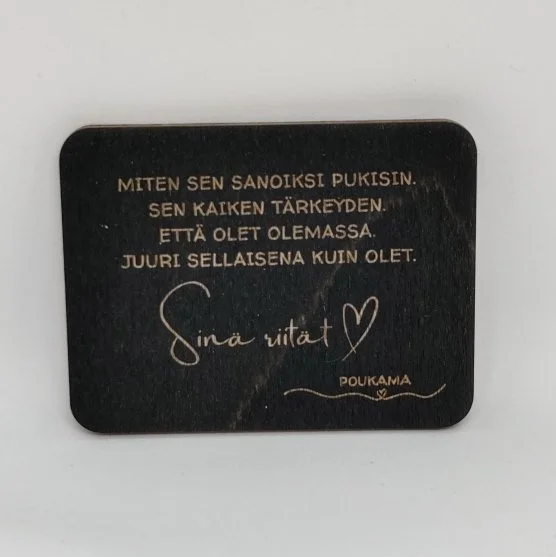 MITEN SEN SANOIKSI PUKISIN.
SEN KAIKEN TÄRKEYDEN.
ETTÄ OLET OLEMASSA.
JUURI SELLAISENA KUIN OLET.
Sinä riität
POUKAMA